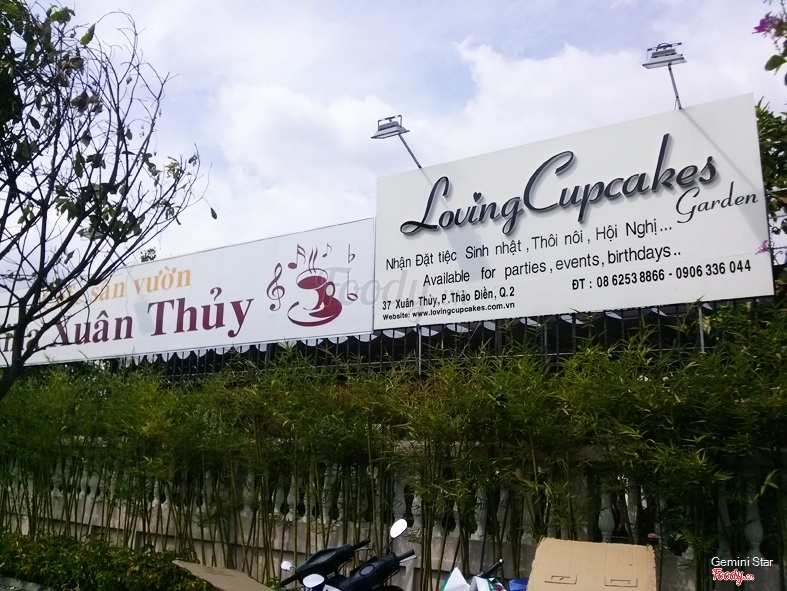 sân vườn
Xuân Thủy
Loving Cupcakes
Garden
Nhận Đặt tiệc Sinh nhật , Thôi nôi , Hội Nghị...
Available for parties , events, birthdays..
ĐT : 08 6253 8866 - 0906 336 044
37 Xuân Thủy, P. Thảo Điền, Q. 2
Website: www.lovingcupcakes.com.vn
Foody
Gemini Star
Foody.vn